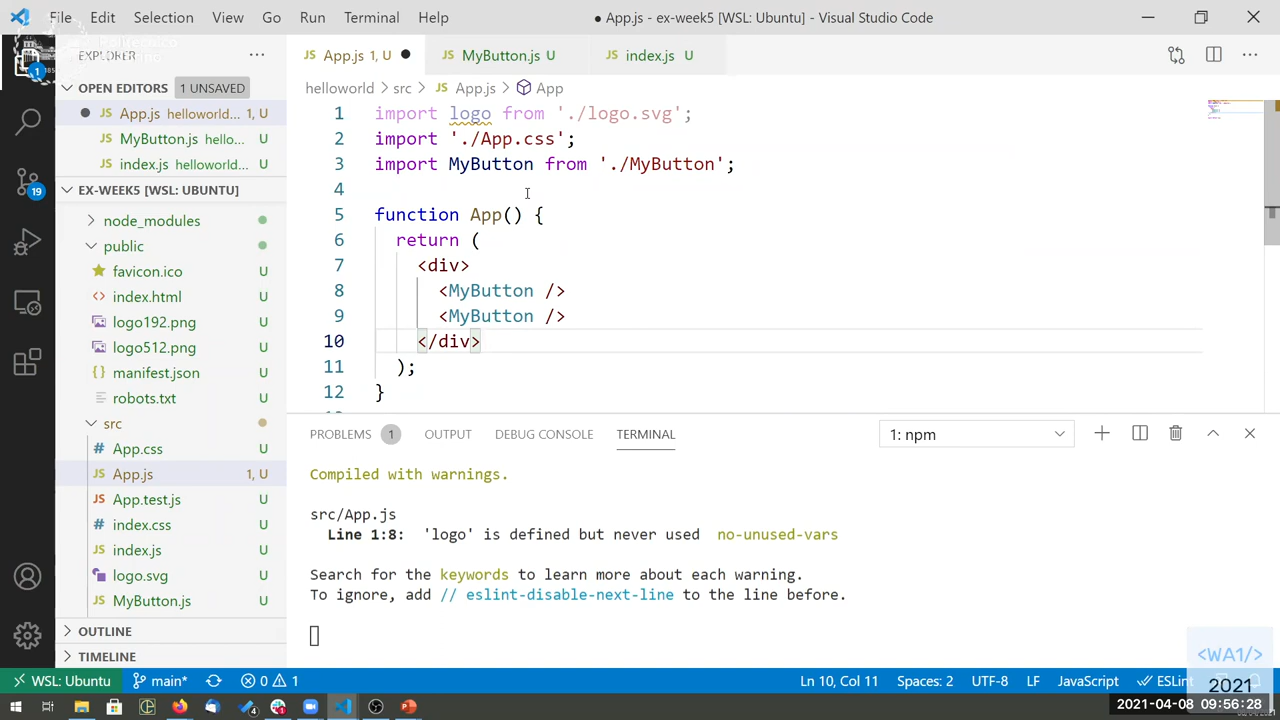 File Edit Selection View Go Run Terminal Help
● App.js - ex-week5 [WSL: Ubuntu] - Visual Studio Code
Politecnico
di Torino
EXPLORER
App.js 1, U
MyButton.js U
index.js U
OPEN EDITORS 1 UNSAVED
helloworld > src > JS App.js > App
JS App.js helloworld... 1, U
JS MyButton.js hello... U
JS index.js helloworld... U
EX-WEEK5 [WSL: UBUNTU]
node_modules
public
favicon.ico U
<> index.html U
logo192.png U
logo512.png U
{} manifest.json U
robots.txt U
src
# App.css U
JS App.js 1, U
JS App.test.js U
# index.css U
JS index.js U
logo.svg U
JS MyButton.js U
OUTLINE
TIMELINE
1
19
1 import logo from './logo.svg';
2 import './App.css';
3 import MyButton from './MyButton';
4
5 function App() {
6 return (
7 <div>
8 <MyButton />
9 <MyButton />
10 </div>
11 );
12 }
PROBLEMS 1 OUTPUT DEBUG CONSOLE TERMINAL
1: npm
Compiled with warnings.
src/App.js
Line 1:8: 'logo' is defined but never used no-unused-vars
Search for the keywords to learn more about each warning.
To ignore, add // eslint-disable-next-line to the line before.
<WA1/>
2021
WSL: Ubuntu main* 0 1 Ln 10, Col 11 Spaces: 2 UTF-8 LF JavaScript ESLint
2021-04-08 09:56:28